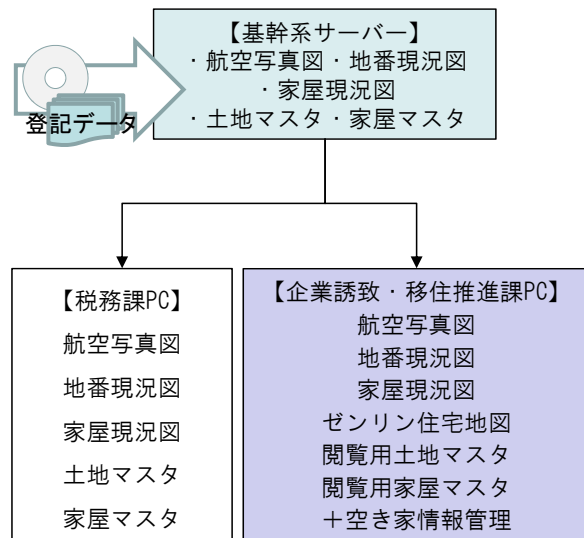 【基幹系サーバー】
・航空写真図・地番現況図
・家屋現況図
・土地マスタ・家屋マスタ
登記データ
【税務課PC】
航空写真図
地番現況図
家屋現況図
土地マスタ
家屋マスタ
【企業誘致・移住推進課PC】
航空写真図
地番現況図
家屋現況図
ゼンリン住宅地図
閲覧用土地マスタ
閲覧用家屋マスタ
＋空き家情報管理